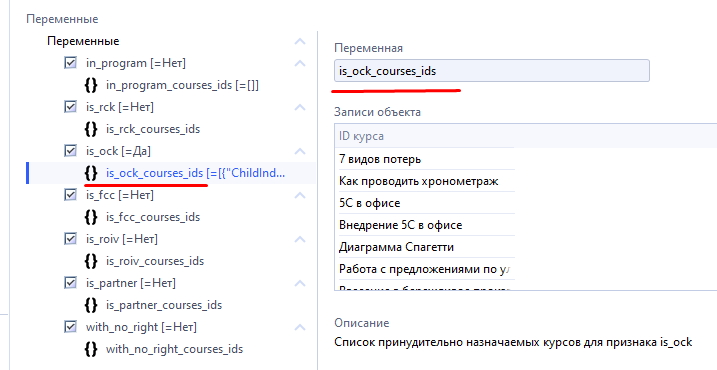 Переменные
Переменные
in_program [=Нет]
in_program_courses_ids [=[]]
is_rck [=Нет]
is_rck_courses_ids
is_ock [=Да]
is_ock_courses_ids [=[{"ChildInd...
is_fcc [=Нет]
is_fcc_courses_ids
is_roiv [=Нет]
is_roiv_courses_ids
is_partner [=Нет]
is_partner_courses_ids
with_no_right [=Нет]
with_no_right_courses_ids
Переменная
is_ock_courses_ids
Записи объекта
ID курса
7 видов потерь
Как проводить хронометраж
5С в офисе
Внедрение 5С в офисе
Диаграмма Спагетти
Работа с предложениями по ул
Описание
Список принудительно назначаемых курсов для признака is_ock